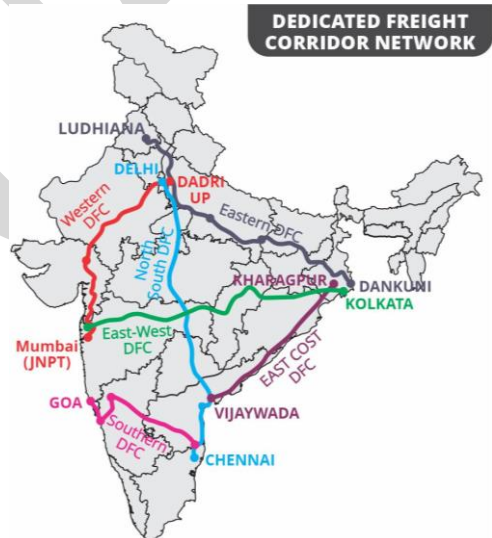 DEDICATED FREIGHT
CORRIDOR NETWORK
LUDHIANA
DELHI
DADRI
UP
Western
DFC
Eastern DFC
North
South DFC
KHARAGPUR
DANKUNI
KOLKATA
East-West
DFC
Mumbai
(JNPT)
EAST COST
DFC
GOA
Southern
DFC
VIJAYWADA
CHENNAI